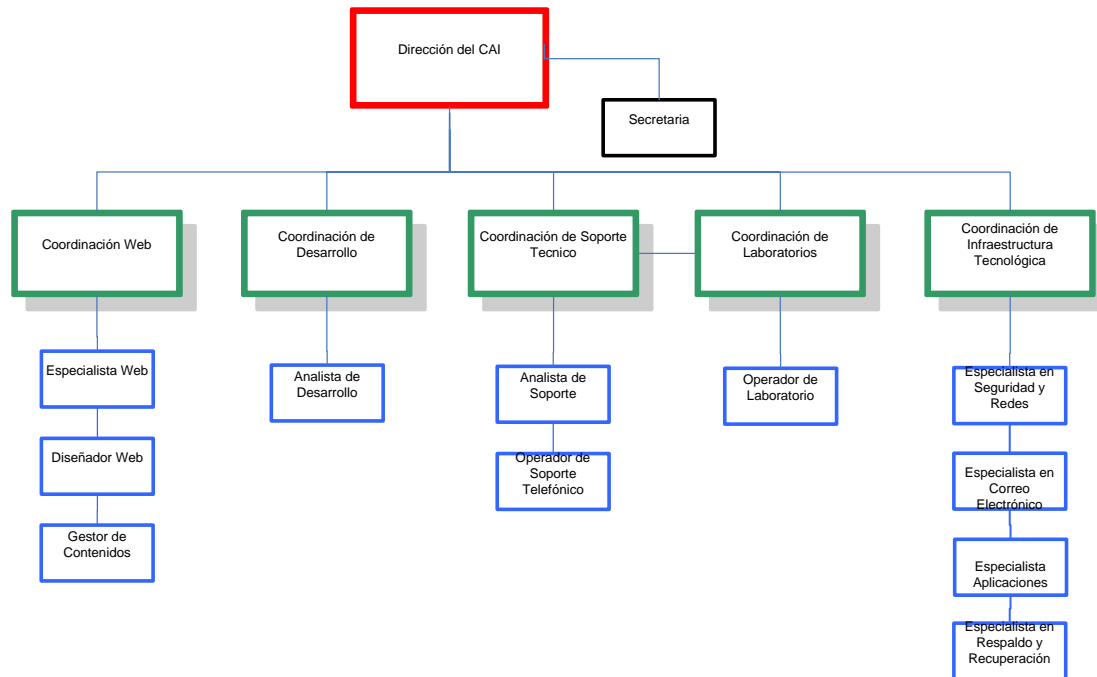 Dirección del CAI
Secretaria
Coordinación Web
Coordinación de
Desarrollo
Coordinación de Soporte
Tecnico
Coordinación de
Laboratorios
Coordinación de
Infraestructura
Tecnológica
Especialista Web
Diseñador Web
Gestor de
Contenidos
Analista de
Desarrollo
Analista de
Soporte
Operador de
Soporte
Telefónico
Operador de
Laboratorio
Especialista en
Seguridad y
Redes
Especialista en
Correo
Electrónico
Especialista
Aplicaciones
Especialista en
Respaldo y
Recuperación